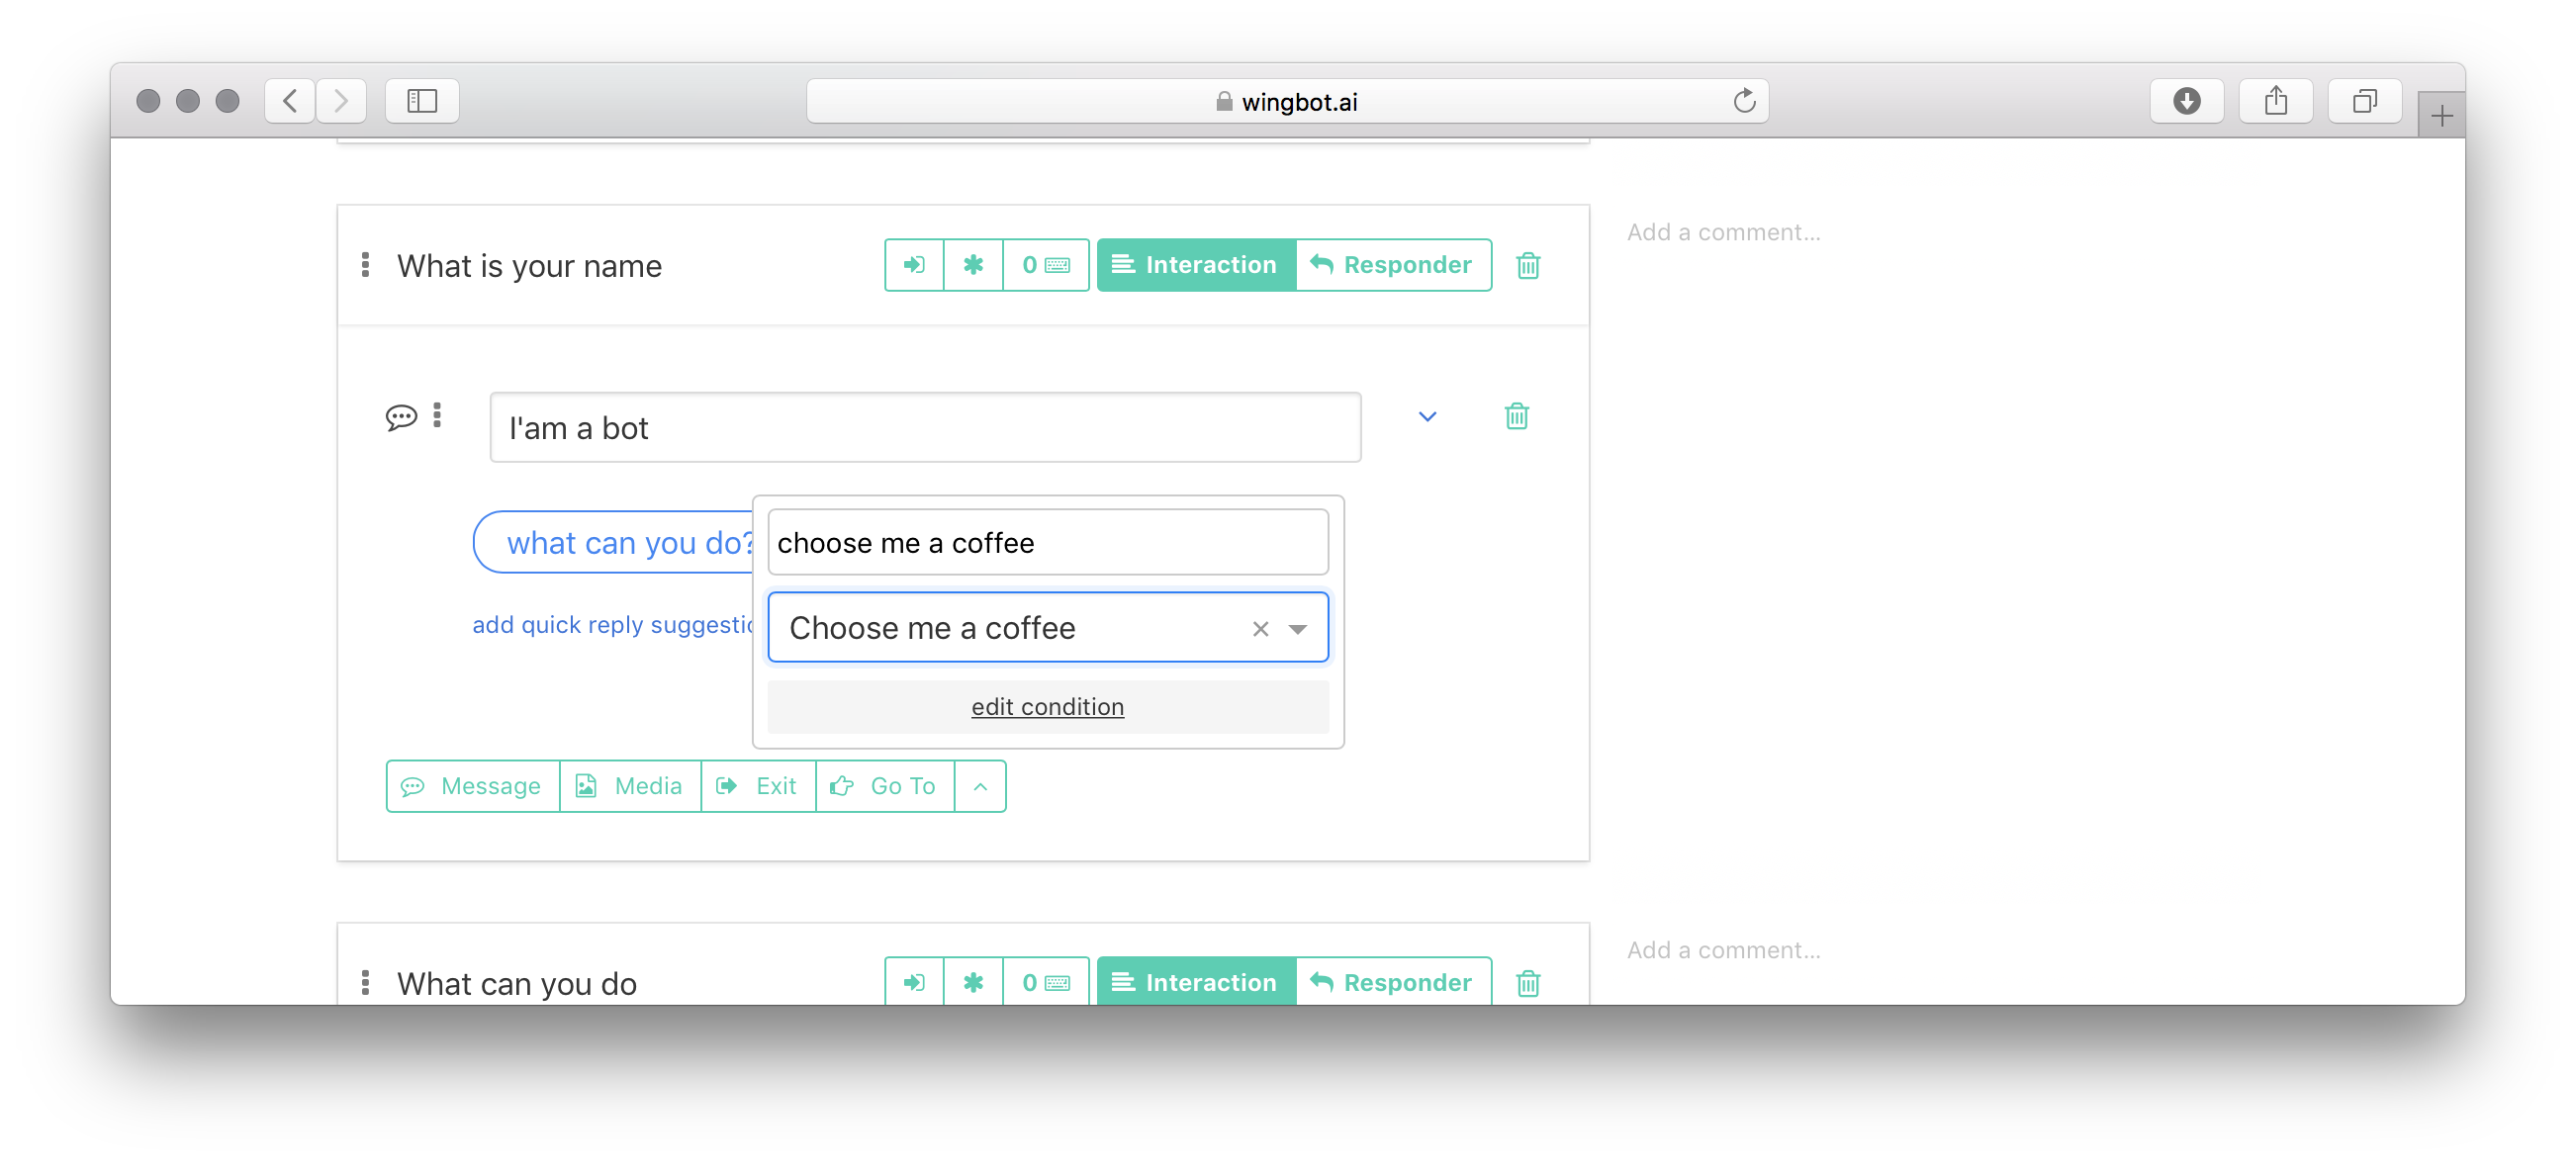 wingbot.ai
What is your name
0
Interaction
Responder
Add a comment...
I'am a bot
what can you do?
choose me a coffee
add quick reply
Choose me a coffee
edit condition
Message
Media
Exit
Go To
What can you do
0
Interaction
Responder
Add a comment...